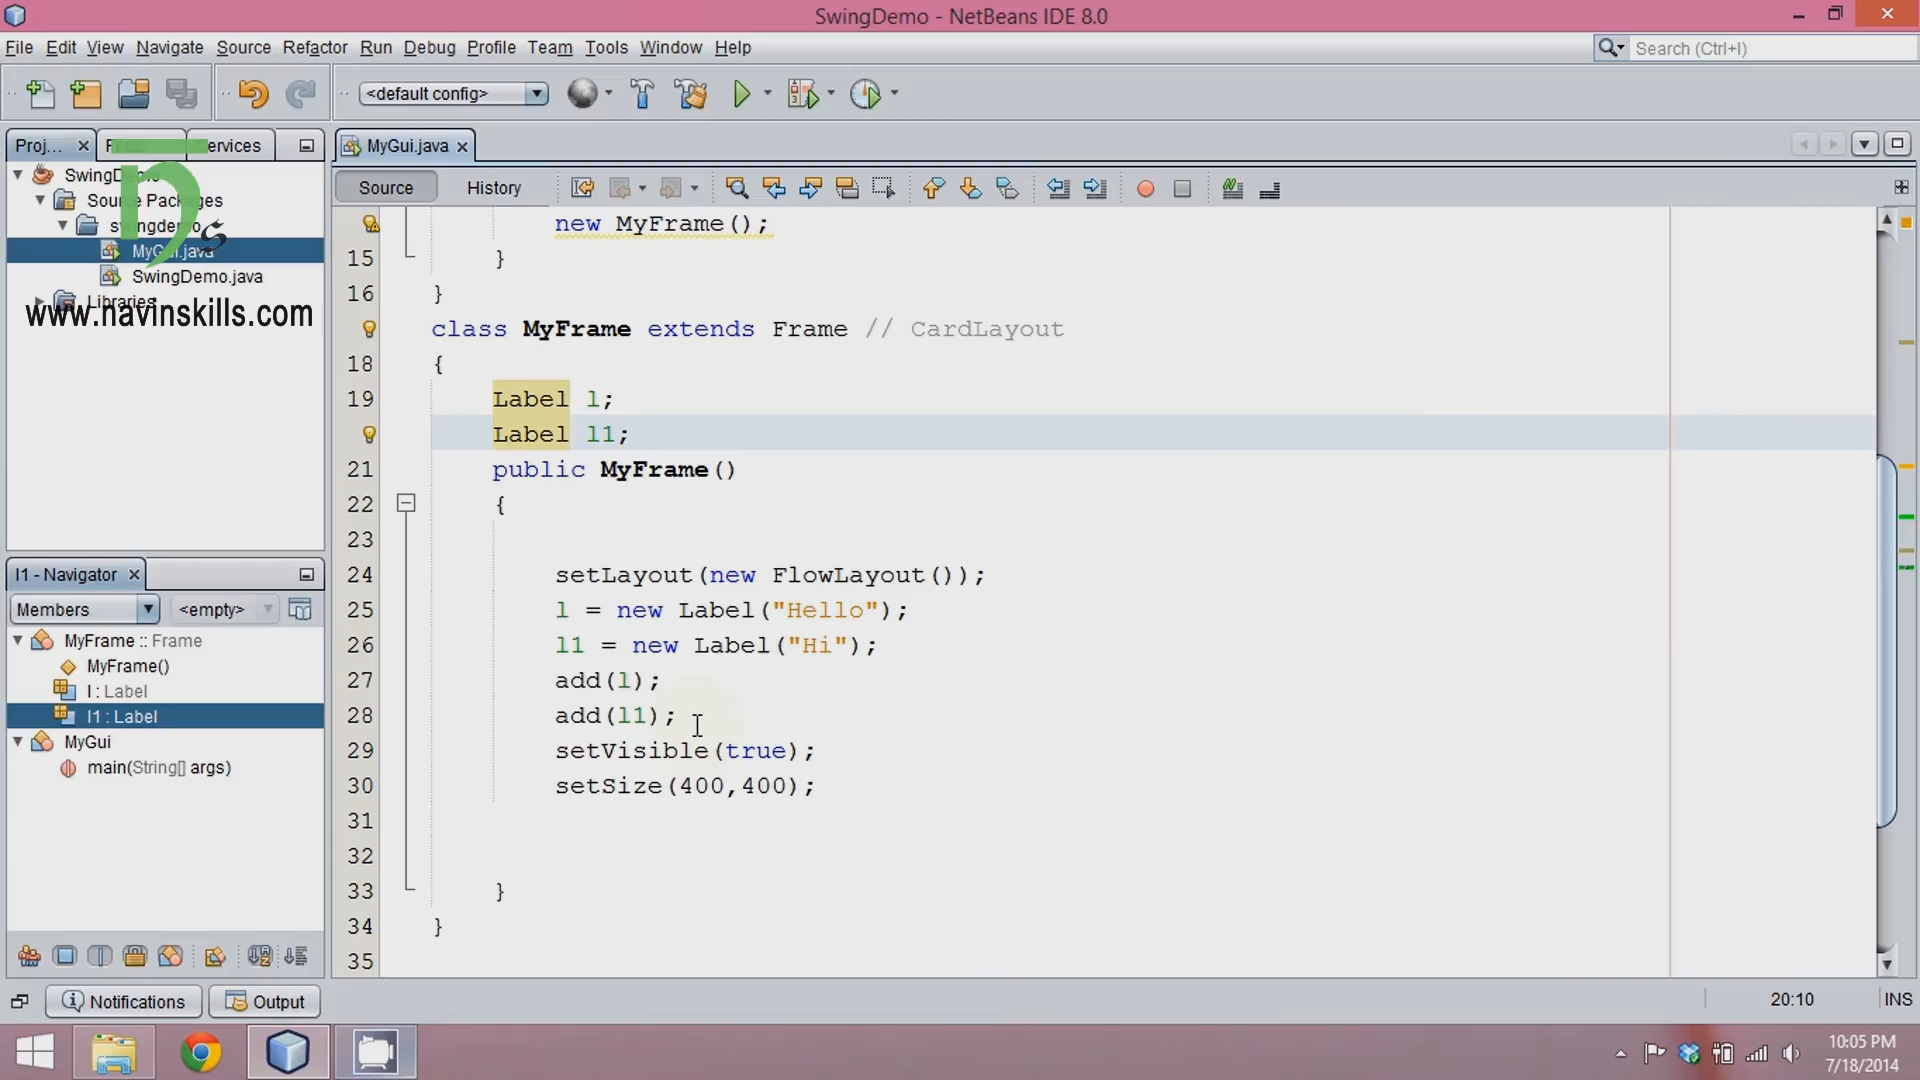 SwingDemo - NetBeans IDE 8.0
File Edit View Navigate Source Refactor Run Debug Profile Team Tools Window Help
Search (Ctrl+I)
<default config>
Proj... ervices
MyGui.java
SwingDe
Source Packages
swingdemo
MyGui.java
SwingDemo.java
Libraries
www.navinskills.com
Source History
new MyFrame();
15 }
16 }
class MyFrame extends Frame // CardLayout
18 {
19 Label l;
Label l1;
21 public MyFrame()
22 {
23
24 setLayout(new FlowLayout());
25 l = new Label("Hello");
26 l1 = new Label("Hi");
27 add(l);
28 add(l1);
29 setVisible(true);
30 setSize(400,400);
31
32
33 }
34 }
35
l1 - Navigator
Members <empty>
MyFrame :: Frame
MyFrame()
l : Label
l1 : Label
MyGui
main(String[] args)
Notifications Output
20:10 INS
10:05 PM
7/18/2014